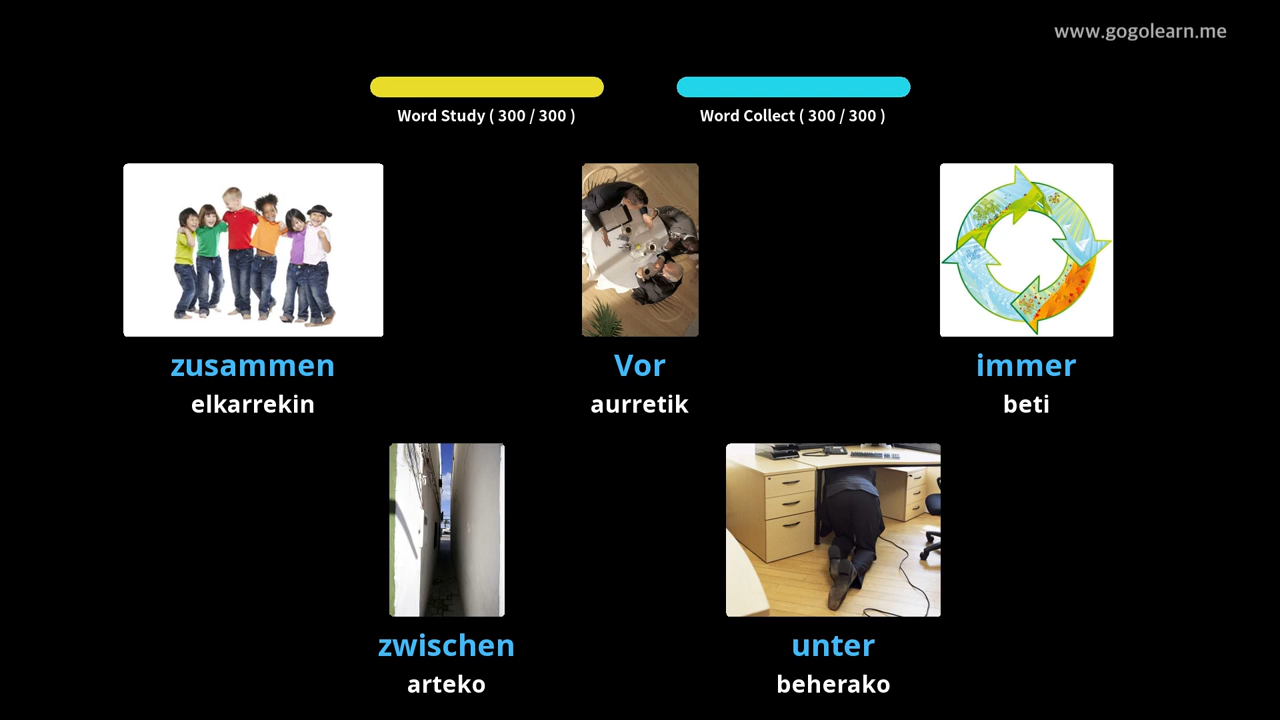 www.gogolearn.me
Word Study ( 300 / 300 )
Word Collect ( 300 / 300 )
zusammen
elkarrekin
Vor
aurretik
immer
beti
zwischen
arteko
unter
beherako